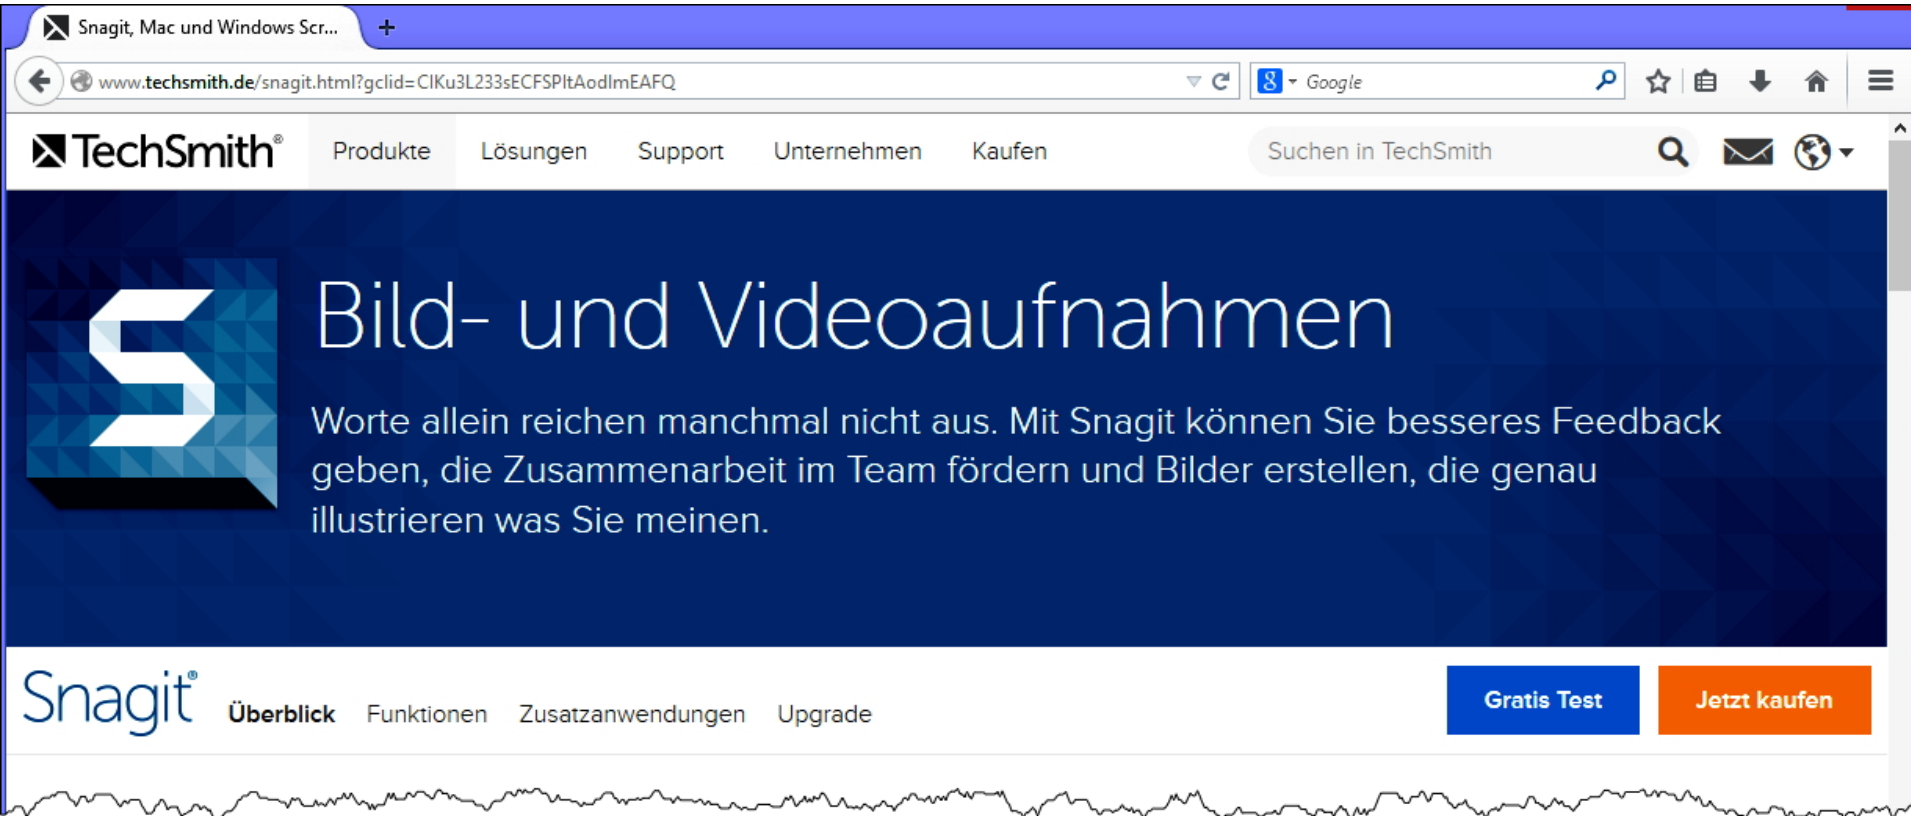 Snagit, Mac und Windows Scr...
+
www.techsmith.de/snagit.html?gclid=CIKu3L233sECFSPItAodImEAFQ
8 Google
TechSmith® Produkte Lösungen Support Unternehmen Kaufen Suchen in TechSmith
Bild- und Videoaufnahmen
Worte allein reichen manchmal nicht aus. Mit Snagit können Sie besseres Feedback
geben, die Zusammenarbeit im Team fördern und Bilder erstellen, die genau
illustrieren was Sie meinen.
Snagit® Überblick Funktionen Zusatzanwendungen Upgrade Gratis Test Jetzt kaufen